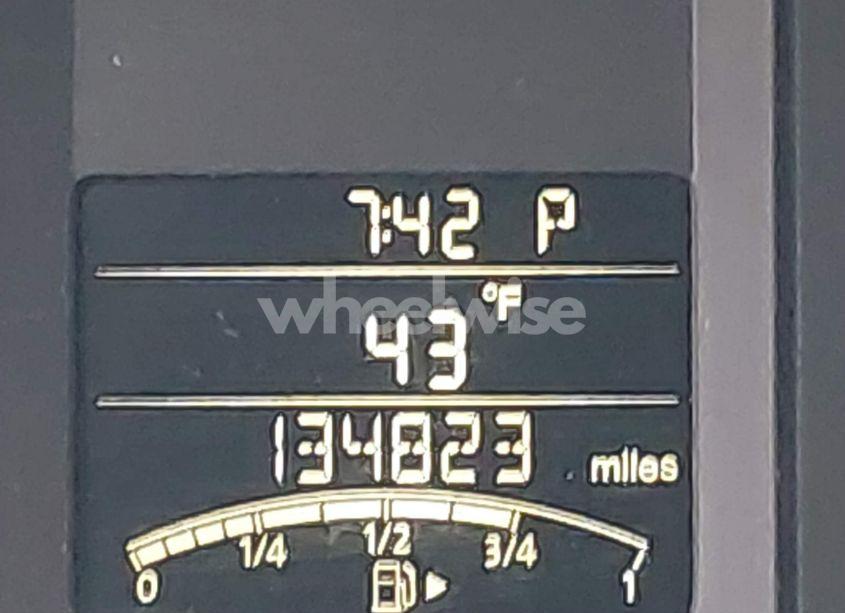 7:42 P
°F
wheelwise
43
134823 miles
1/4 1/2 3/4
0 1